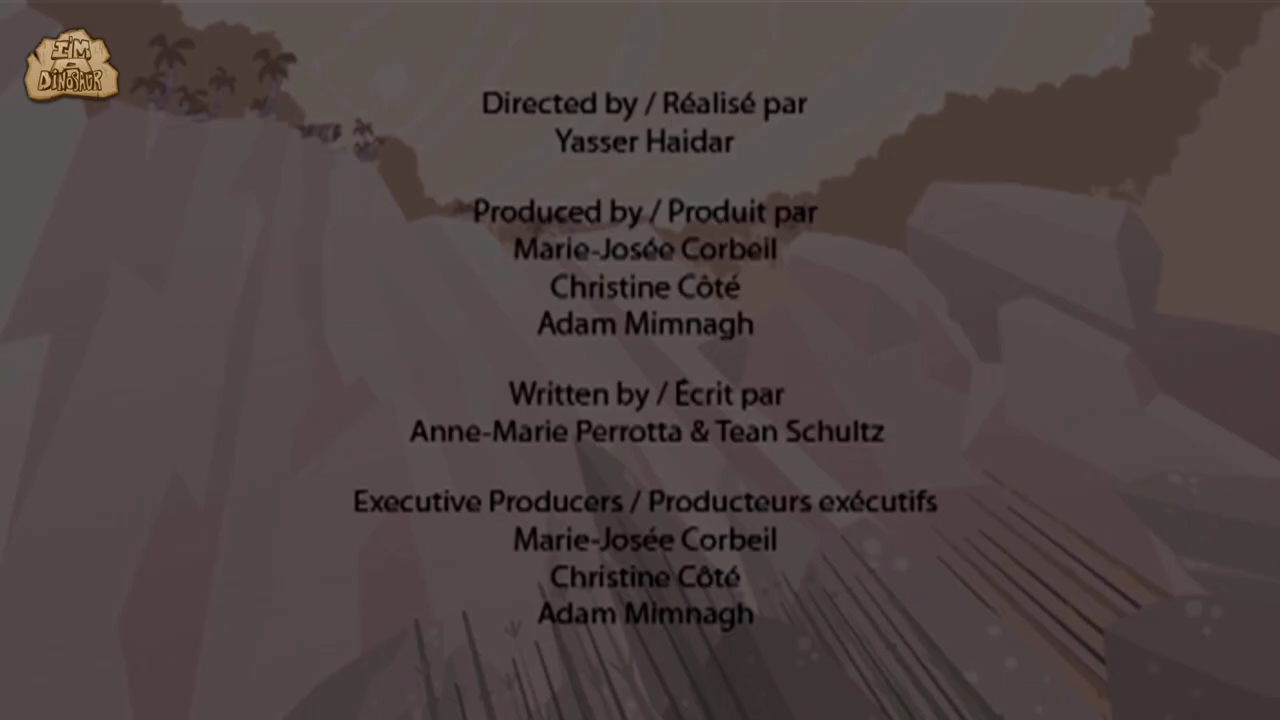 I'M
A
DINOSAUR
Directed by / Réalisé par
Yasser Haidar
Produced by / Produit par
Marie-Josée Corbeil
Christine Côté
Adam Mimnagh
Written by / Écrit par
Anne-Marie Perrotta & Tean Schultz
Executive Producers / Producteurs exécutifs
Marie-Josée Corbeil
Christine Côté
Adam Mimnagh